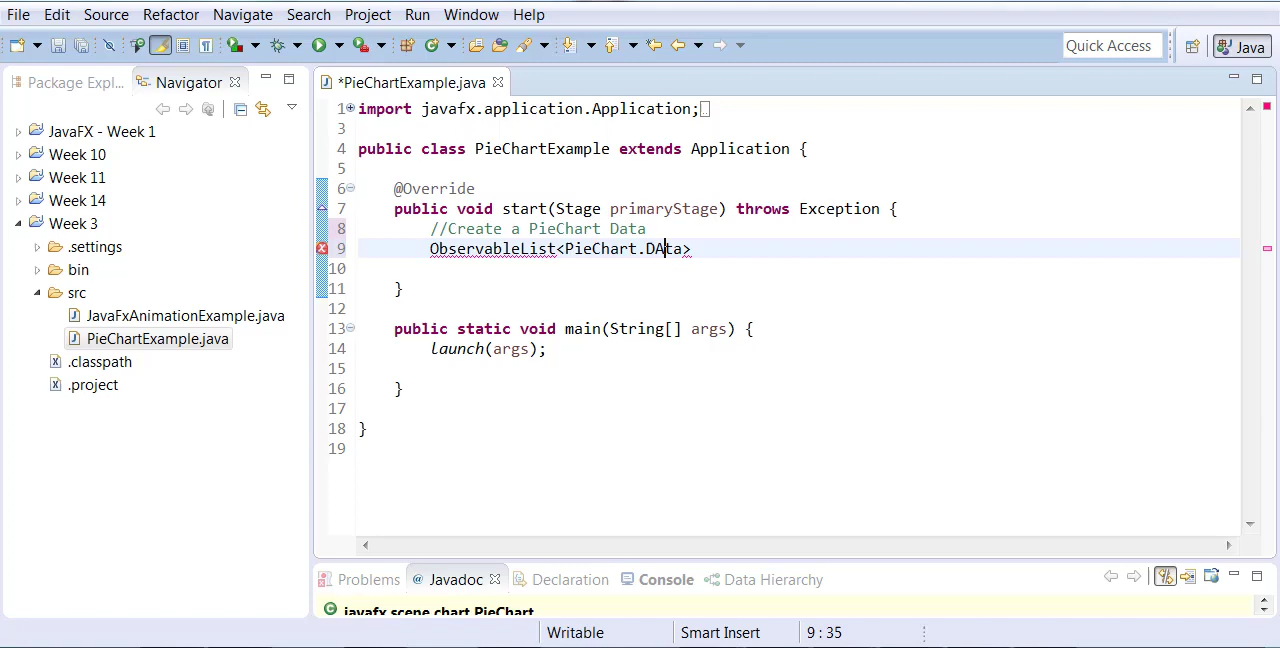 File Edit Source Refactor Navigate Search Project Run Window Help
Quick Access Java
Package Expl... Navigator
*PieChartExample.java
JavaFX - Week 1
Week 10
Week 11
Week 14
Week 3
.settings
bin
src
JavaFxAnimationExample.java
PieChartExample.java
.classpath
.project
1 import javafx.application.Application;
3
4 public class PieChartExample extends Application {
5
6 @Override
7 public void start(Stage primaryStage) throws Exception {
8 //Create a PieChart Data
9 ObservableList<PieChart.DAta>
10
11 }
12
13 public static void main(String[] args) {
14 launch(args);
15
16 }
17
18 }
19
Problems @ Javadoc Declaration Console Data Hierarchy
javafx.scene.chart.PieChart
Writable Smart Insert 9 : 35